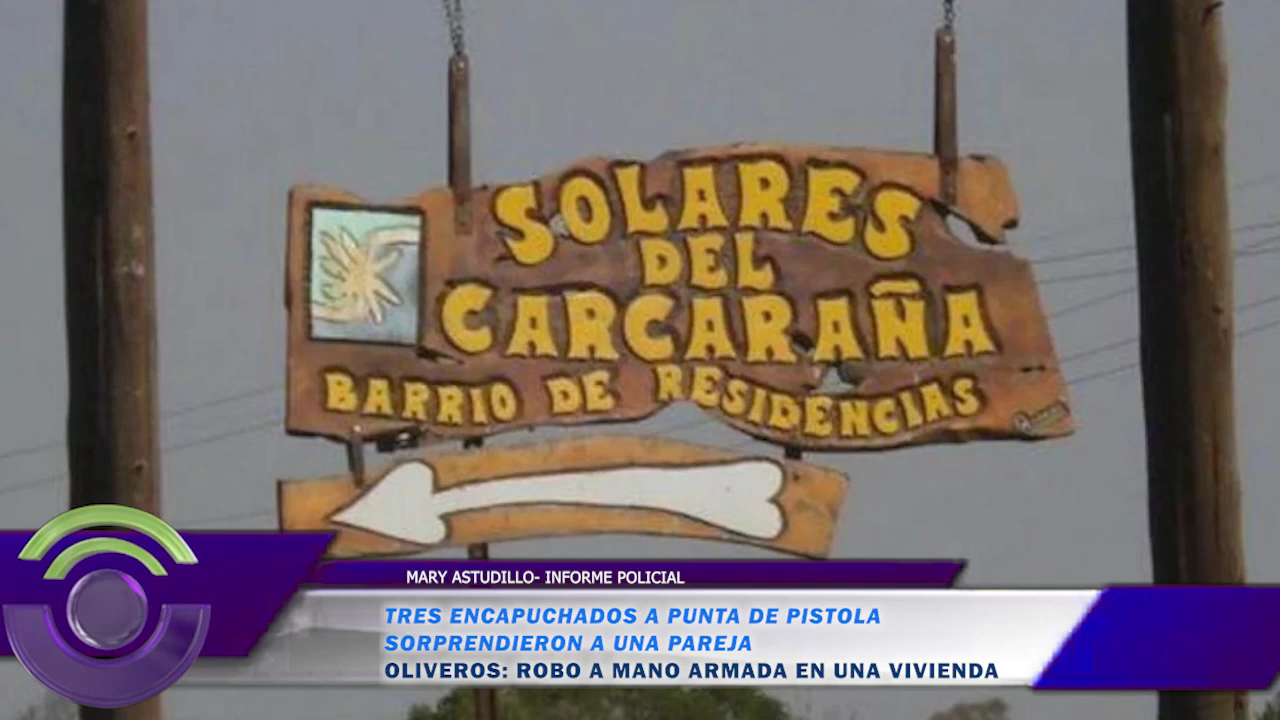 SOLARES
DEL
CARCARAÑA
BARRIO DE RESIDENCIAS
MARY ASTUDILLO- INFORME POLICIAL
TRES ENCAPUCHADOS A PUNTA DE PISTOLA
SORPRENDIERON A UNA PAREJA
OLIVEROS: ROBO A MANO ARMADA EN UNA VIVIENDA